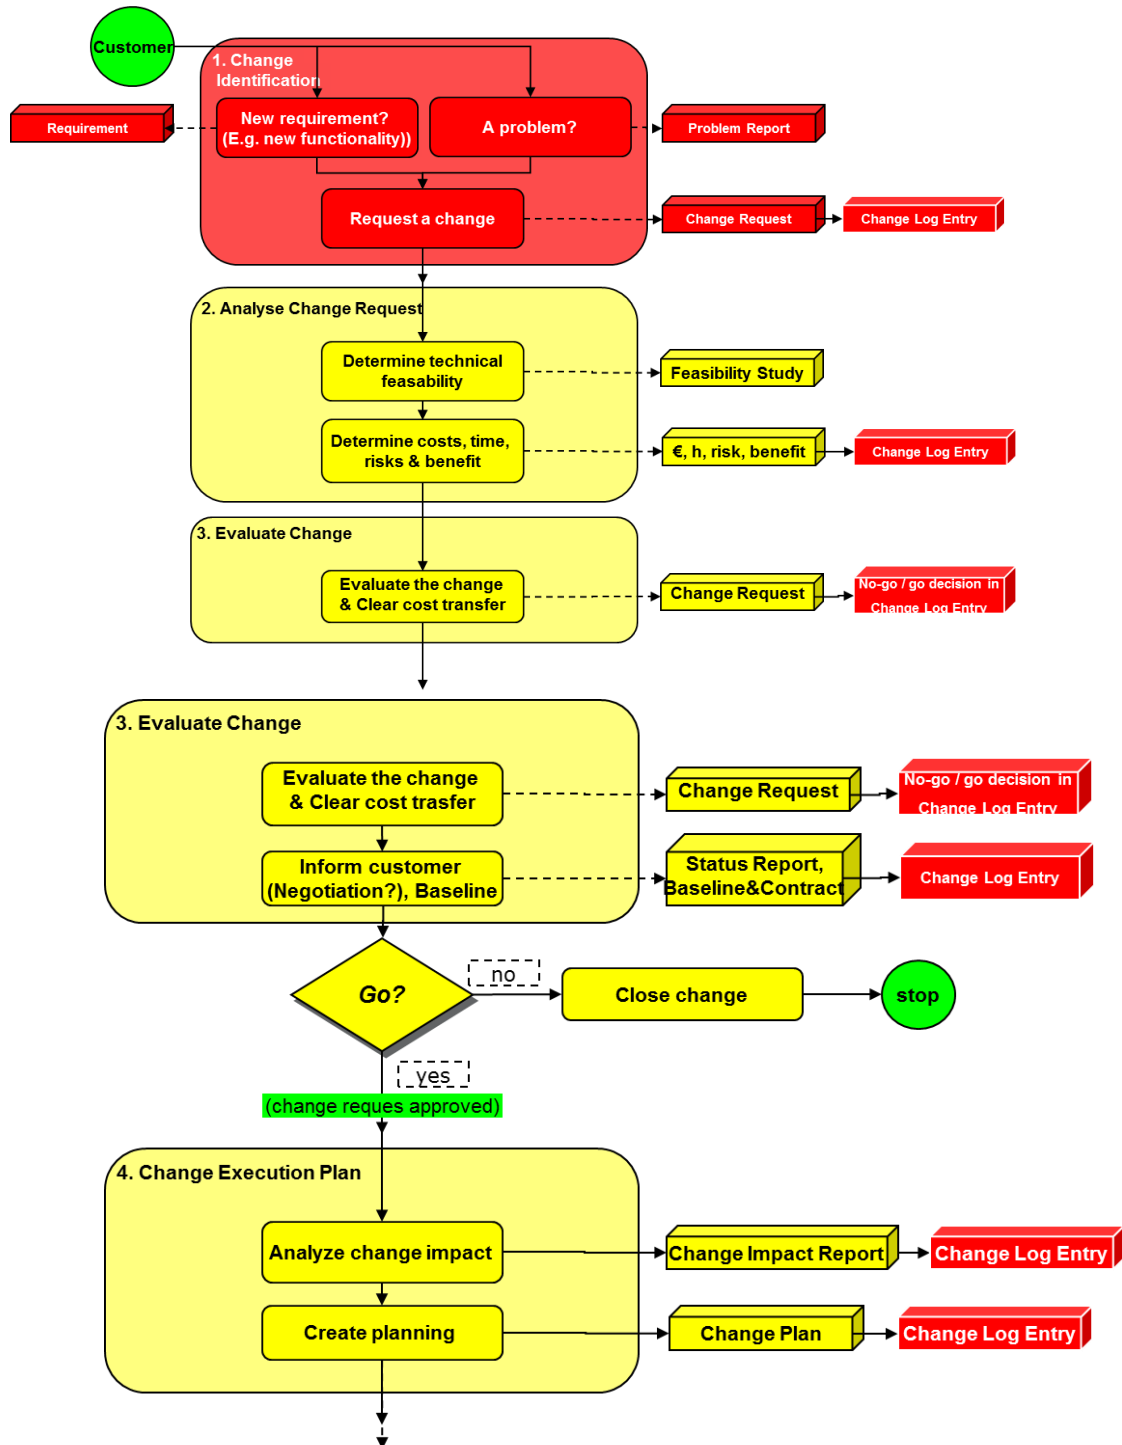 Customer
1. Change
Identification
New requirement?
(E.g. new functionality))
A problem?
Requirement
Problem Report
Request a change
Change Request
Change Log Entry
2. Analyse Change Request
Determine technical
feasability
Feasibility Study
Determine costs, time,
risks & benefit
€, h, risk, benefit
Change Log Entry
3. Evaluate Change
Evaluate the change
& Clear cost transfer
Change Request
No-go / go decision in
Change Log Entry
3. Evaluate Change
Evaluate the change
& Clear cost trasfer
Change Request
No-go / go decision in
Change Log Entry
Inform customer
(Negotiation?), Baseline
Status Report,
Baseline&Contract
Change Log Entry
Go?
no
Close change
stop
yes
(change reques approved)
4. Change Execution Plan
Analyze change impact
Change Impact Report
Change Log Entry
Create planning
Change Plan
Change Log Entry